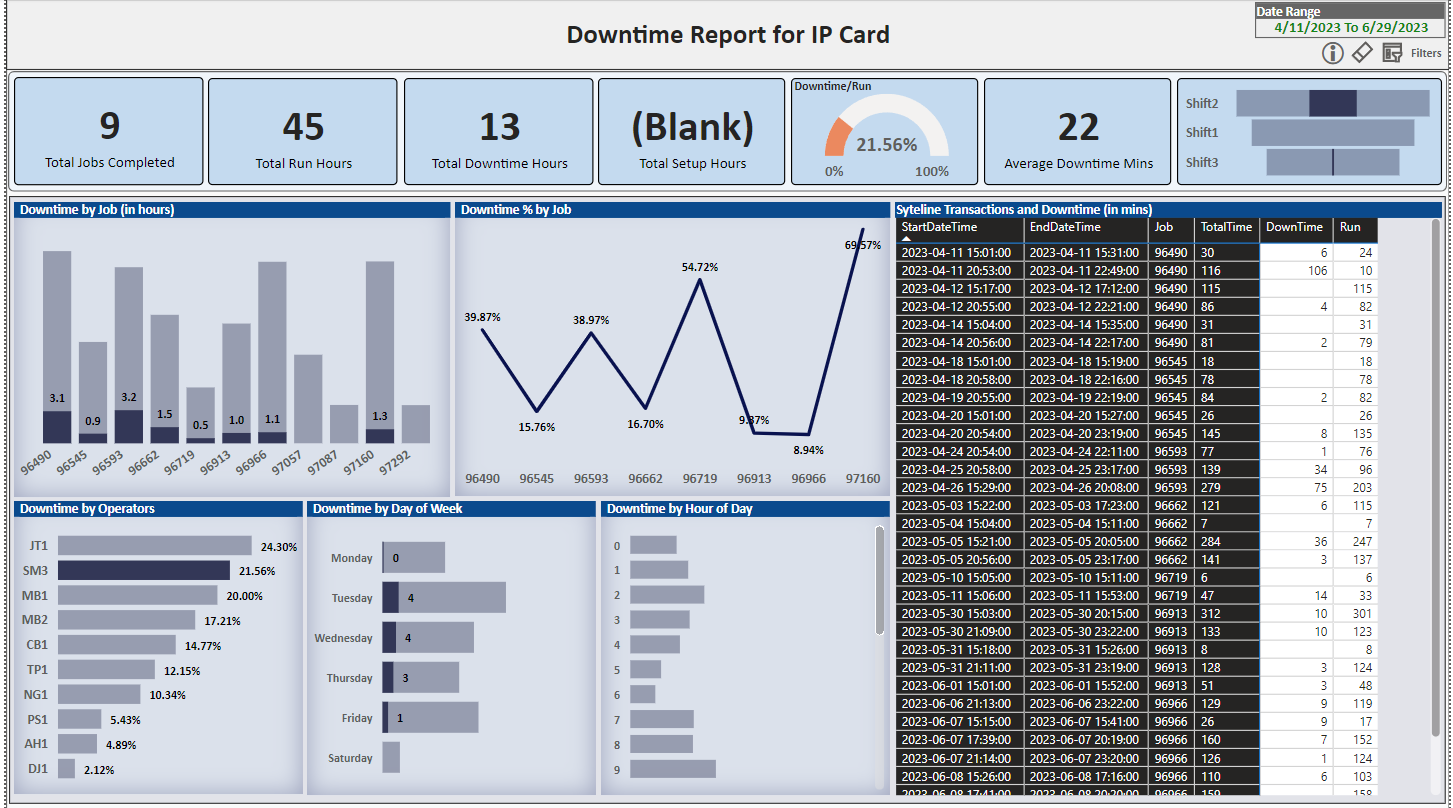 Downtime Report for IP Card
Date Range
4/11/2023 To 6/29/2023
Filters
9
Total Jobs Completed
45
Total Run Hours
13
Total Downtime Hours
(Blank)
Total Setup Hours
Downtime/Run
21.56%
0% 100%
22
Average Downtime Mins
Shift2
Shift1
Shift3
Downtime by Job (in hours)
3.1 0.9 3.2 1.5 0.5 1.0 1.1 1.3
96490 96545 96593 96662 96719 96913 96966 97057 97087 97160 97292
Downtime % by Job
39.87% 15.76% 38.97% 16.70% 54.72% 9.37% 8.94% 69.57%
96490 96545 96593 96662 96719 96913 96966 97160
Downtime by Operators
JT1 24.30%
SM3 21.56%
MB1 20.00%
MB2 17.21%
CB1 14.77%
TP1 12.15%
NG1 10.34%
PS1 5.43%
AH1 4.89%
DJ1 2.12%
Downtime by Day of Week
Monday 0
Tuesday 4
Wednesday 4
Thursday 3
Friday 1
Saturday
Downtime by Hour of Day
0
1
2
3
4
5
6
7
8
9
Syteline Transactions and Downtime (in mins)
StartDateTime EndDateTime Job TotalTime DownTime Run
2023-04-11 15:01:00 2023-04-11 15:31:00 96490 30 6 24
2023-04-11 20:53:00 2023-04-11 22:49:00 96490 116 106 10
2023-04-12 15:17:00 2023-04-12 17:12:00 96490 115 115
2023-04-12 20:55:00 2023-04-12 22:21:00 96490 86 4 82
2023-04-14 15:04:00 2023-04-14 15:35:00 96490 31 31
2023-04-14 20:56:00 2023-04-14 22:17:00 96490 81 2 79
2023-04-18 15:01:00 2023-04-18 15:19:00 96545 18 18
2023-04-18 20:58:00 2023-04-18 22:16:00 96545 78 78
2023-04-19 20:55:00 2023-04-19 22:19:00 96545 84 2 82
2023-04-20 15:01:00 2023-04-20 15:27:00 96545 26 26
2023-04-20 20:54:00 2023-04-20 23:19:00 96545 145 8 135
2023-04-24 20:54:00 2023-04-24 22:11:00 96593 77 1 76
2023-04-25 20:58:00 2023-04-25 23:17:00 96593 139 34 96
2023-04-26 15:29:00 2023-04-26 20:08:00 96593 279 75 203
2023-05-03 15:22:00 2023-05-03 17:23:00 96662 121 6 115
2023-05-04 15:04:00 2023-05-04 15:11:00 96662 7 7
2023-05-05 15:21:00 2023-05-05 20:05:00 96662 284 36 247
2023-05-05 20:56:00 2023-05-05 23:17:00 96662 141 3 137
2023-05-10 15:05:00 2023-05-10 15:11:00 96719 6 6
2023-05-11 15:06:00 2023-05-11 15:53:00 96719 47 14 33
2023-05-30 15:03:00 2023-05-30 20:15:00 96913 312 10 301
2023-05-30 21:09:00 2023-05-30 23:22:00 96913 133 10 123
2023-05-31 15:18:00 2023-05-31 15:26:00 96913 8 8
2023-05-31 21:11:00 2023-05-31 23:19:00 96913 128 3 124
2023-06-01 15:01:00 2023-06-01 15:52:00 96913 51 3 48
2023-06-06 21:13:00 2023-06-06 23:22:00 96966 129 9 119
2023-06-07 15:15:00 2023-06-07 15:41:00 96966 26 9 17
2023-06-07 17:39:00 2023-06-07 20:19:00 96966 160 7 152
2023-06-07 21:14:00 2023-06-07 23:20:00 96966 126 1 124
2023-06-08 15:26:00 2023-06-08 17:16:00 96966 110 6 103
2023-06-08 17:41:00 2023-06-08 20:20:00 96966 159 158